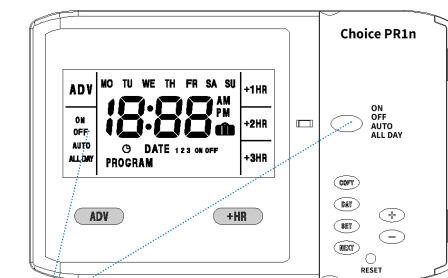 Choice PR1n
ADV
MO TU WE TH FR SA SU
+1HR
ON
OFF
AUTO
ALL DAY
18:88
AM
PM
+2HR
DATE 1 2 3 ON OFF
PROGRAM
+3HR
ON
OFF
AUTO
ALL DAY
COPY
DAY
SET
NEXT
+
−
RESET
ADV
+HR